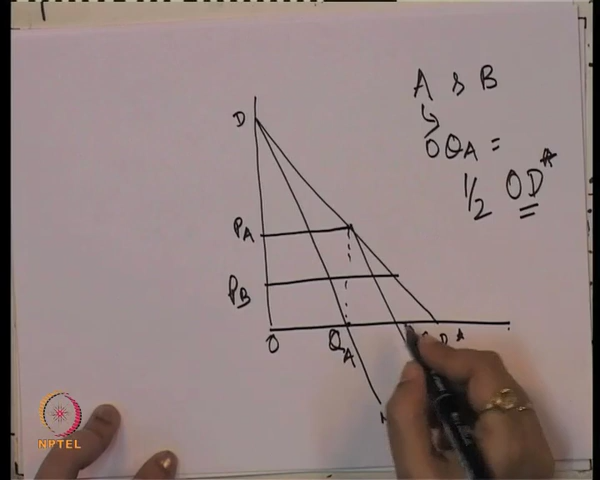 A & B
OQA =
1/2 OD*
D
PA
PB
O
QA
NPTEL